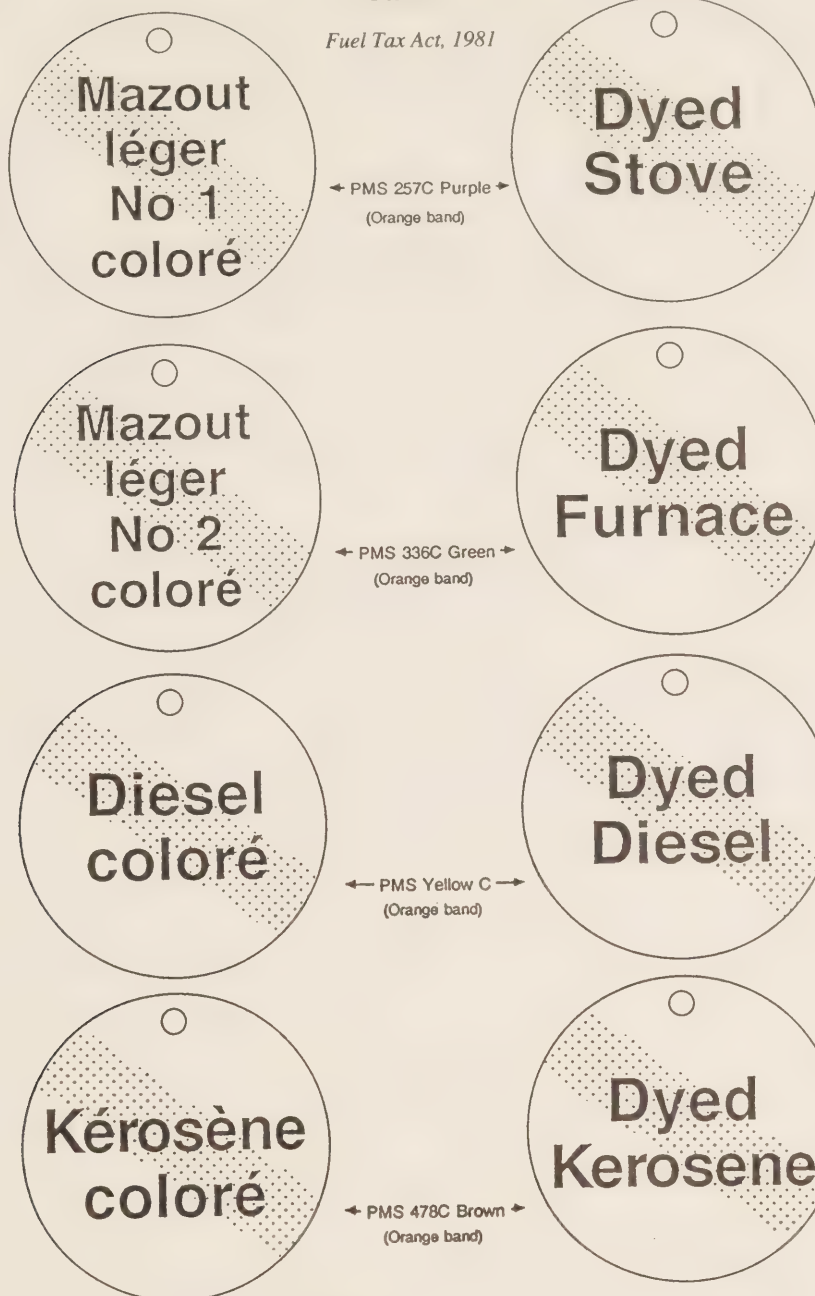 Fuel Tax Act, 1981
Mazout
léger
No 1
coloré
PMS 257C Purple
(Orange band)
Dyed
Stove
Mazout
léger
No 2
coloré
PMS 336C Green
(Orange band)
Dyed
Furnace
Diesel
coloré
PMS Yellow C
(Orange band)
Dyed
Diesel
Kérosène
coloré
PMS 478C Brown
(Orange band)
Dyed
Kerosene